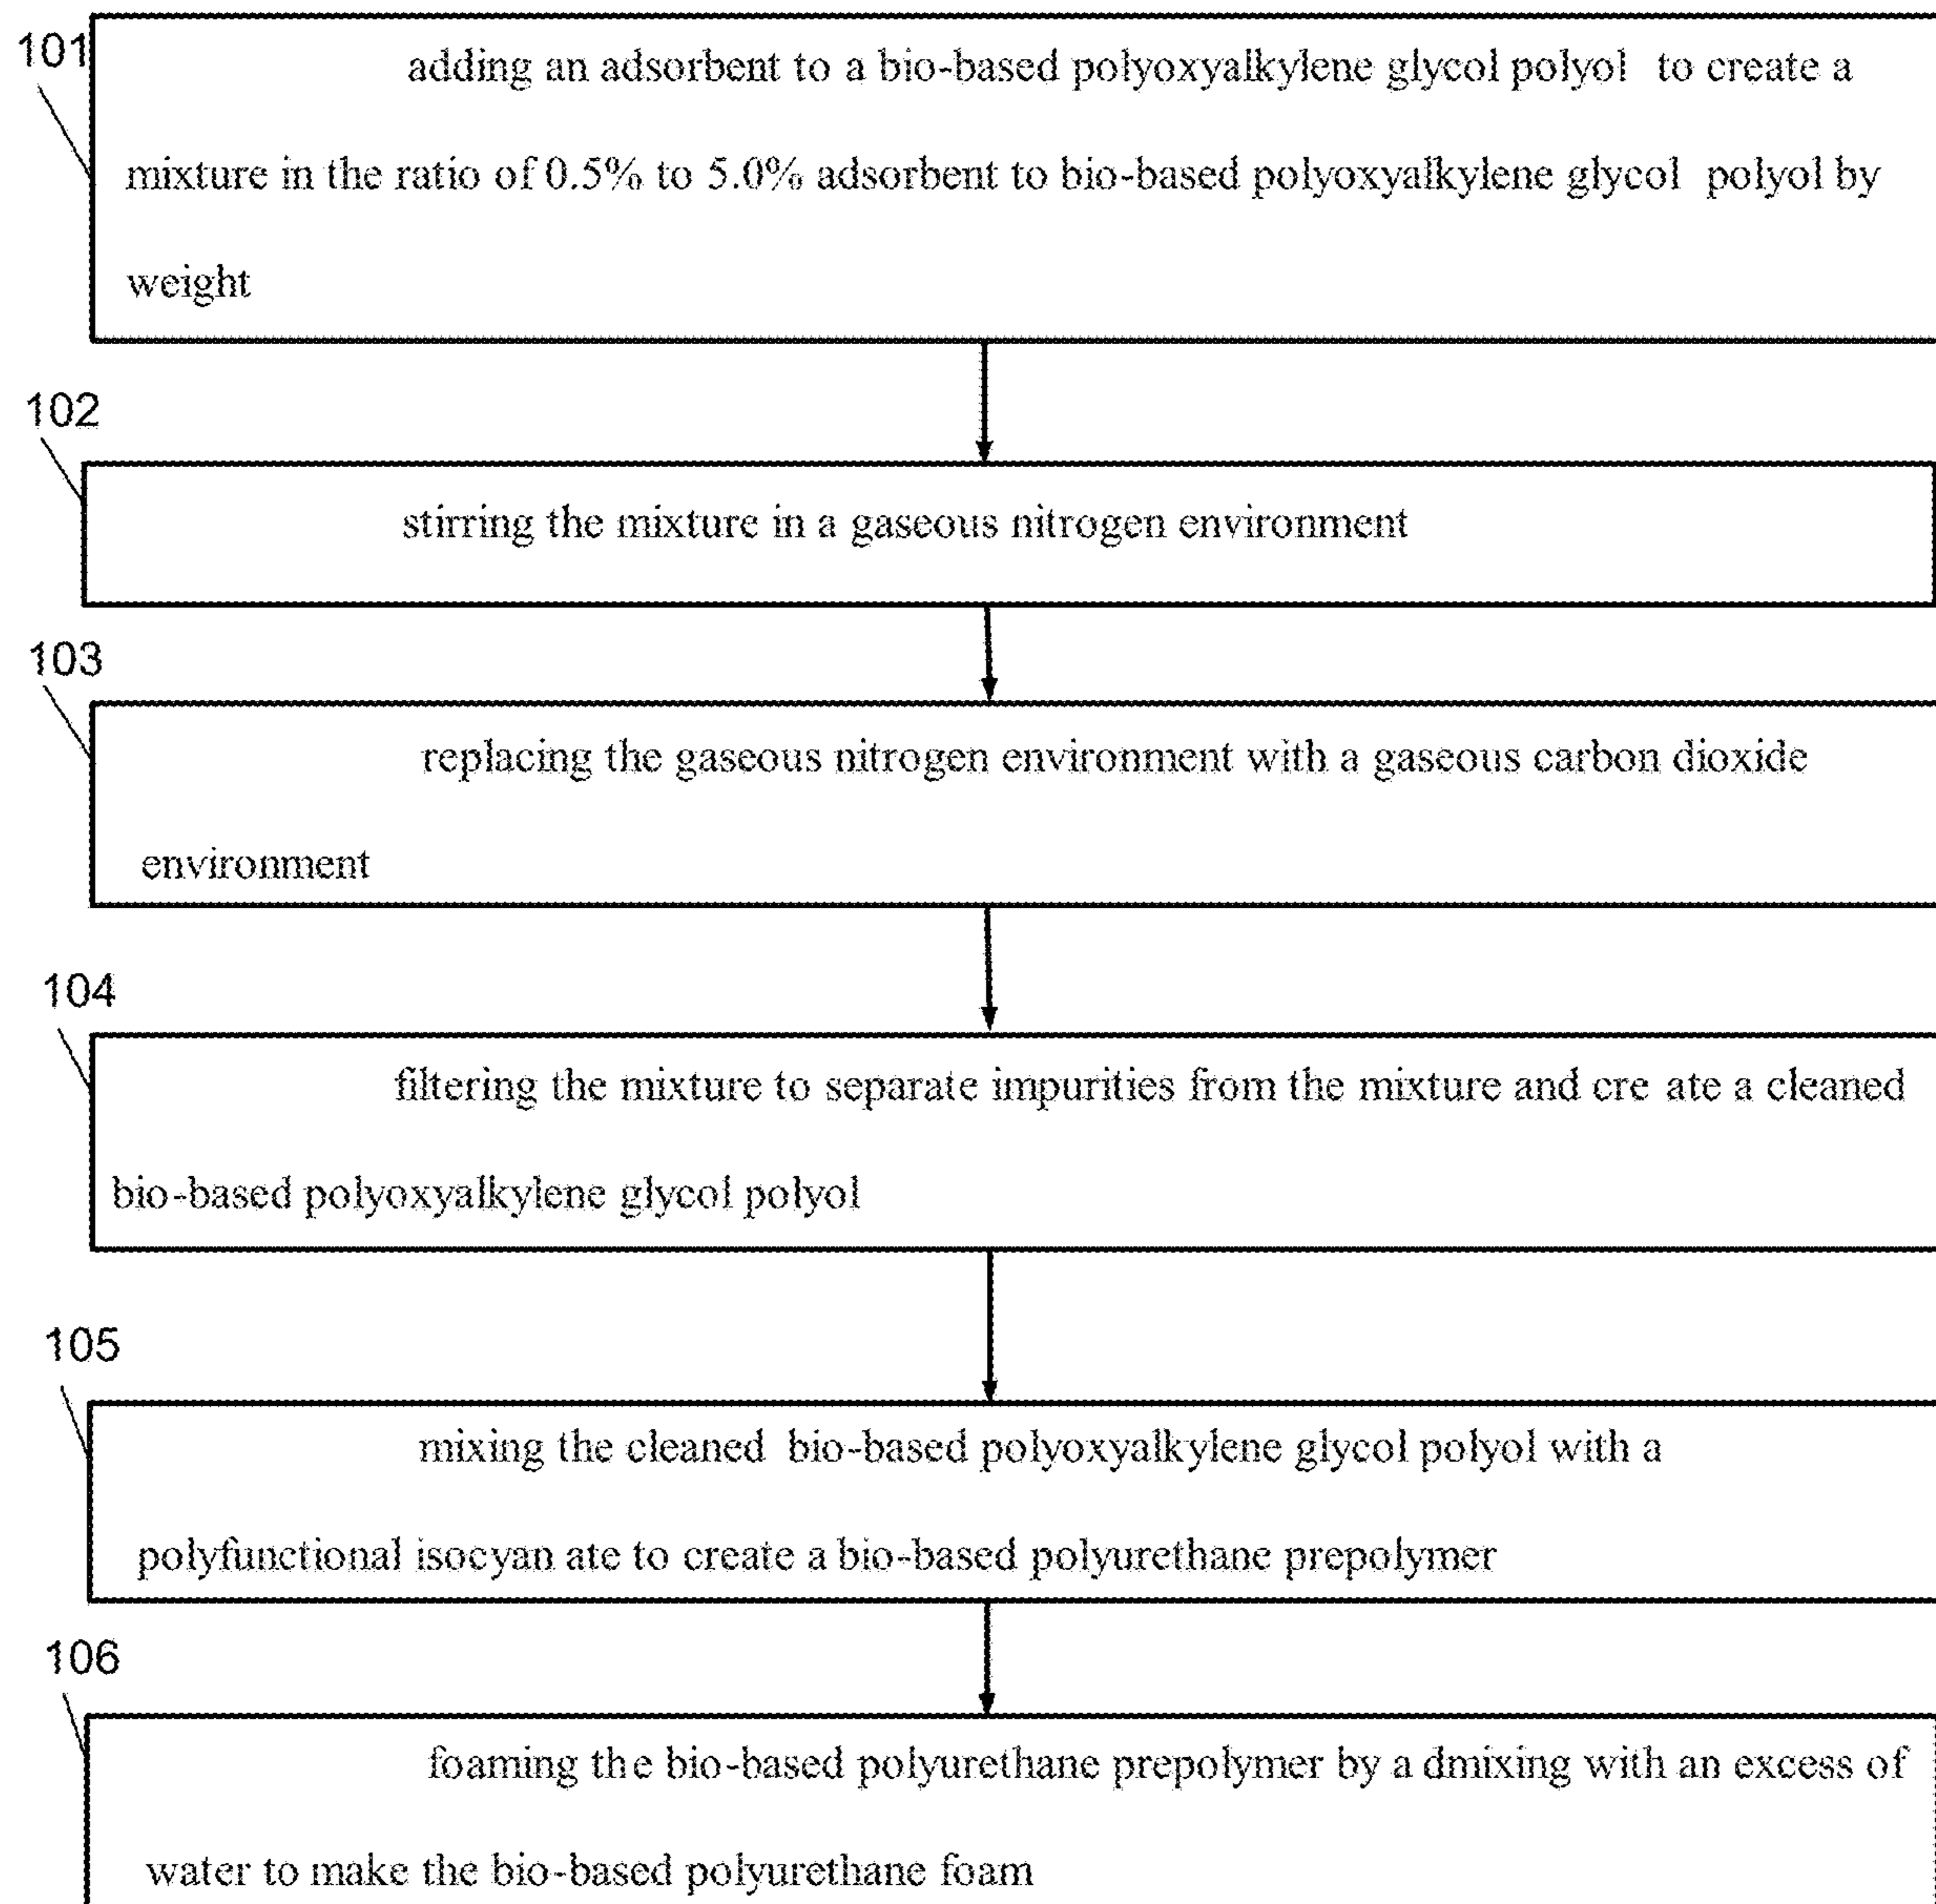 101
adding an adsorbent to a bio-based polyoxyalkylene glycol polyol to create a
mixture in the ratio of 0.5% to 5.0% adsorbent to bio-based polyoxyalkylene glycol polyol by
weight
102
stirring the mixture in a gaseous nitrogen environment
103
replacing the gaseous nitrogen environment with a gaseous carbon dioxide
environment
104
filtering the mixture to separate impurities from the mixture and cre ate a cleaned
bio-based polyoxyalkylene glycol polyol
105
mixing the cleaned bio-based polyoxyalkylene glycol polyol with a
polyfunctional isocyan ate to create a bio-based polyurethane prepolymer
106
foaming the bio-based polyurethane prepolymer by a dmixing with an excess of
water to make the bio-based polyurethane foam